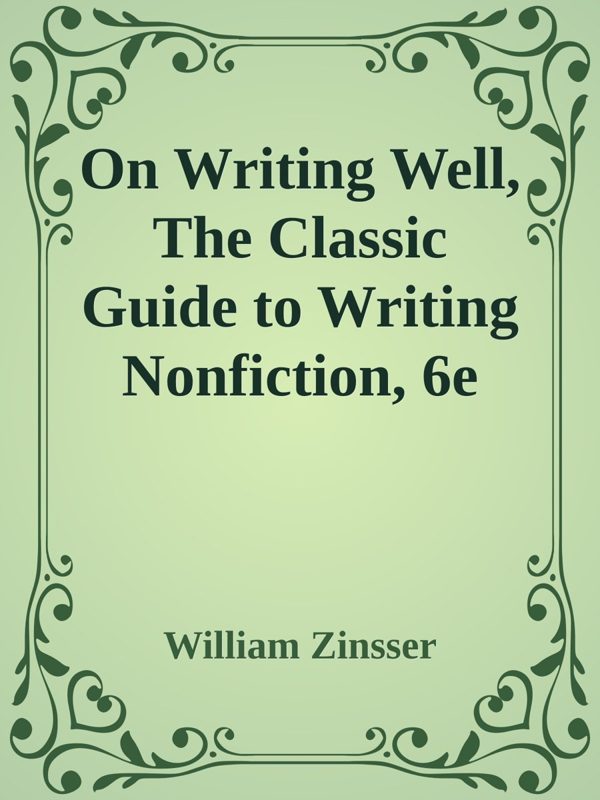 On Writing Well,
The Classic
Guide to Writing
Nonfiction, 6e
William Zinsser